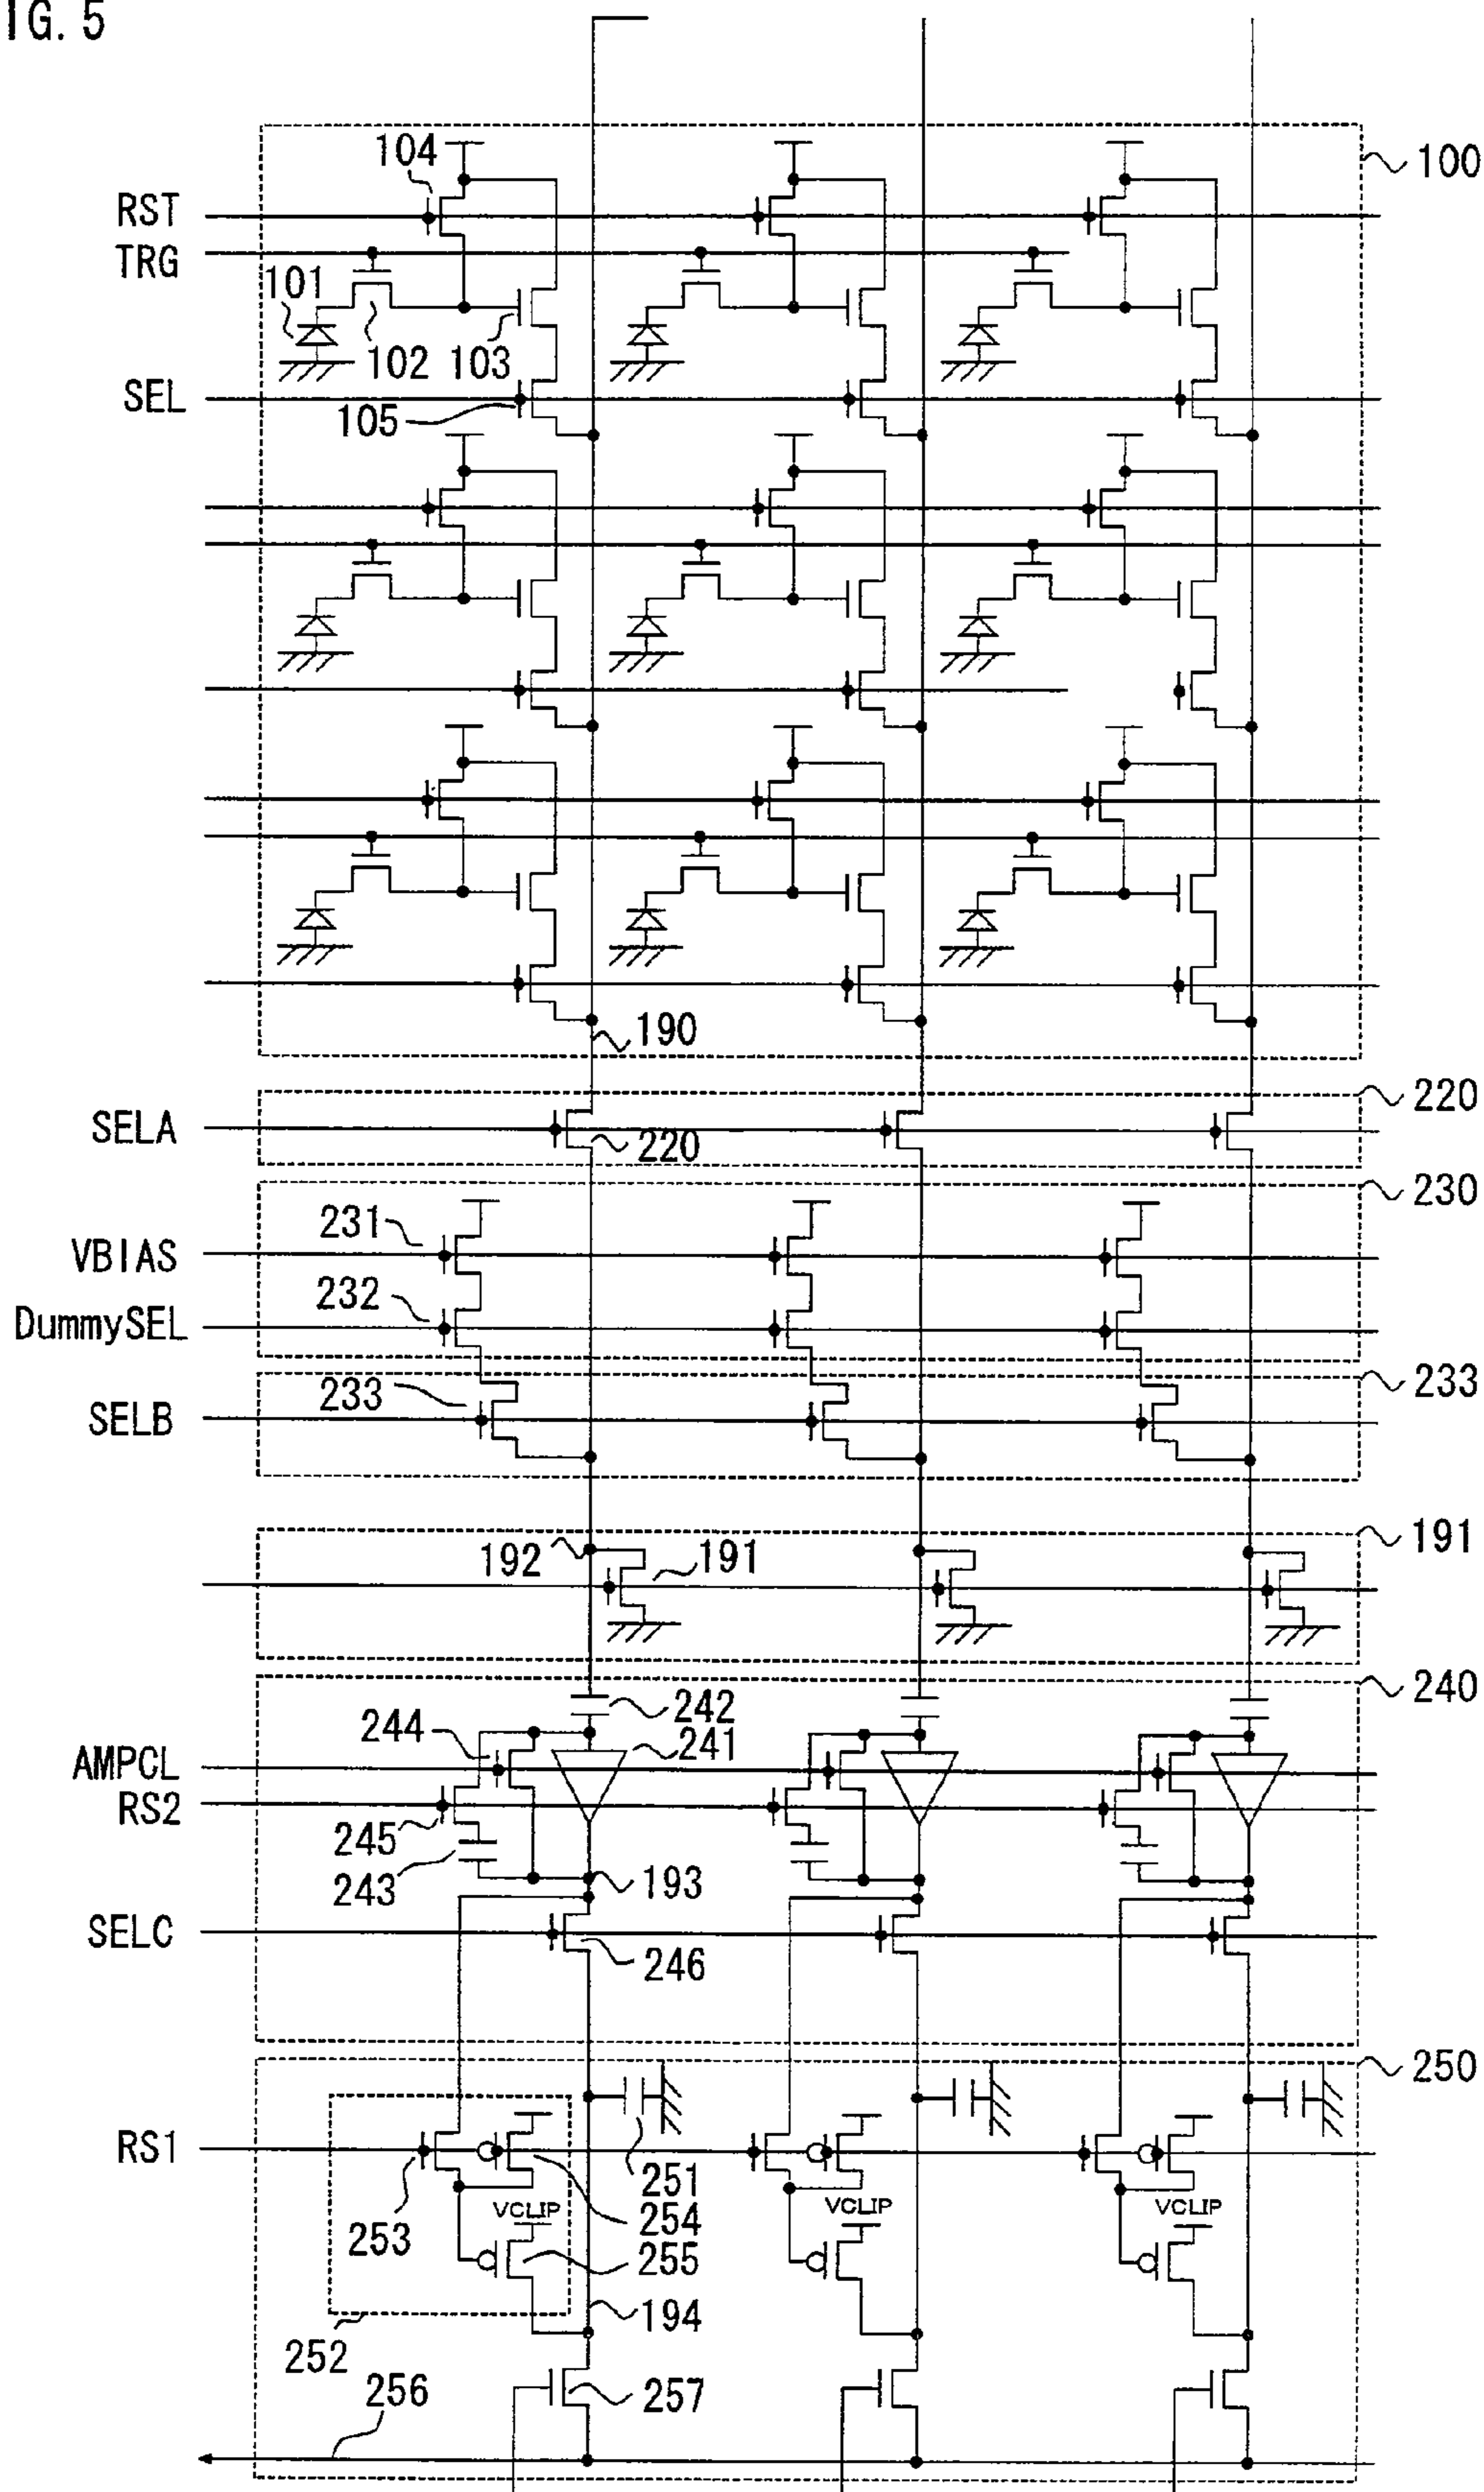 IG. 5
104
100
RST
TRG
101
102 103
SEL
105
190
220
SELA
220
230
231
VBIAS
232
DummySEL
233
233
SELB
191
192 191
240
242
244
241
AMPCL
RS2
245
243
193
SELC
246
250
RS1
251
VCLIP VCLIP VCLIP
253
254
255
194
252
256
257